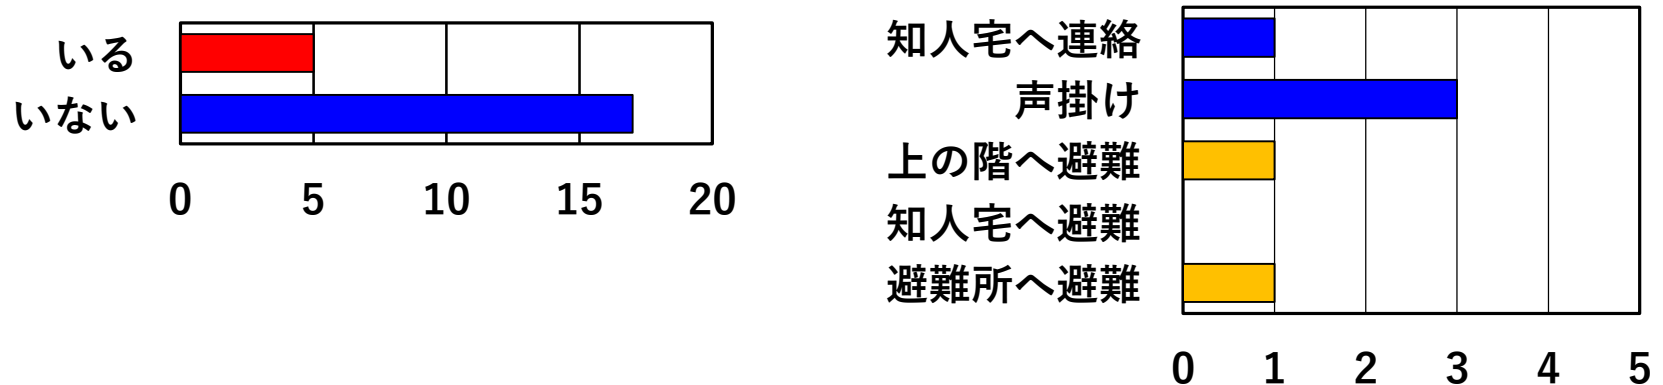 いる
いない
0 5 10 15 20
知人宅へ連絡
声掛け
上の階へ避難
知人宅へ避難
避難所へ避難
0 1 2 3 4 5